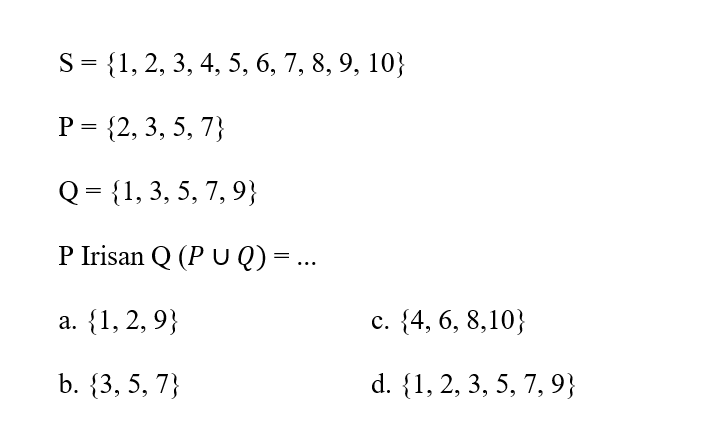 S = {1, 2, 3, 4, 5, 6, 7, 8, 9, 10}
P = {2, 3, 5, 7}
Q = {1, 3, 5, 7, 9}
P Irisan Q (P ∪ Q) = ...
a. {1, 2, 9} c. {4, 6, 8,10}
b. {3, 5, 7} d. {1, 2, 3, 5, 7, 9}